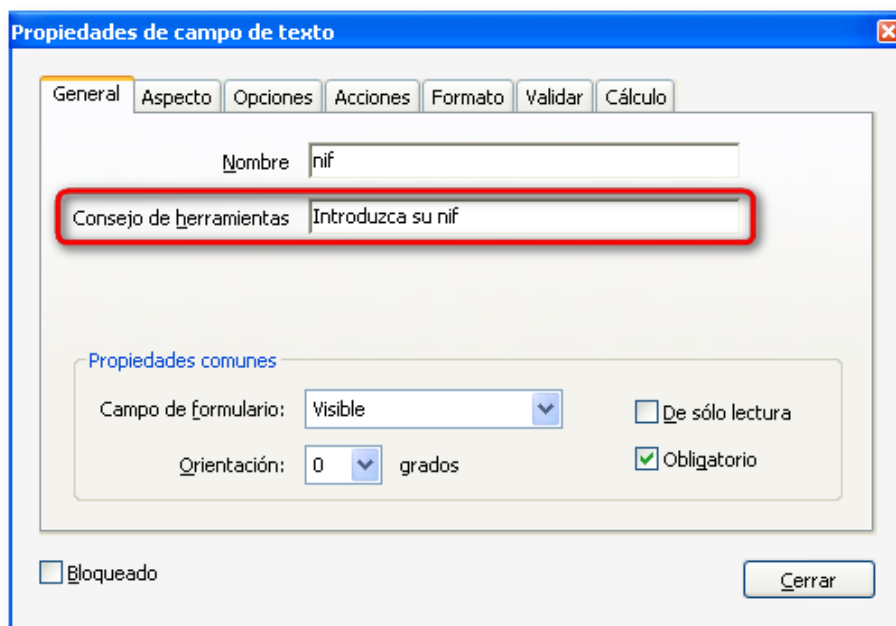 Propiedades de campo de texto
General Aspecto Opciones Acciones Formato Validar Cálculo
Nombre nif
Consejo de herramientas Introduzca su nif
Propiedades comunes
Campo de formulario: Visible De sólo lectura
Orientación: 0 grados Obligatorio
Bloqueado Cerrar